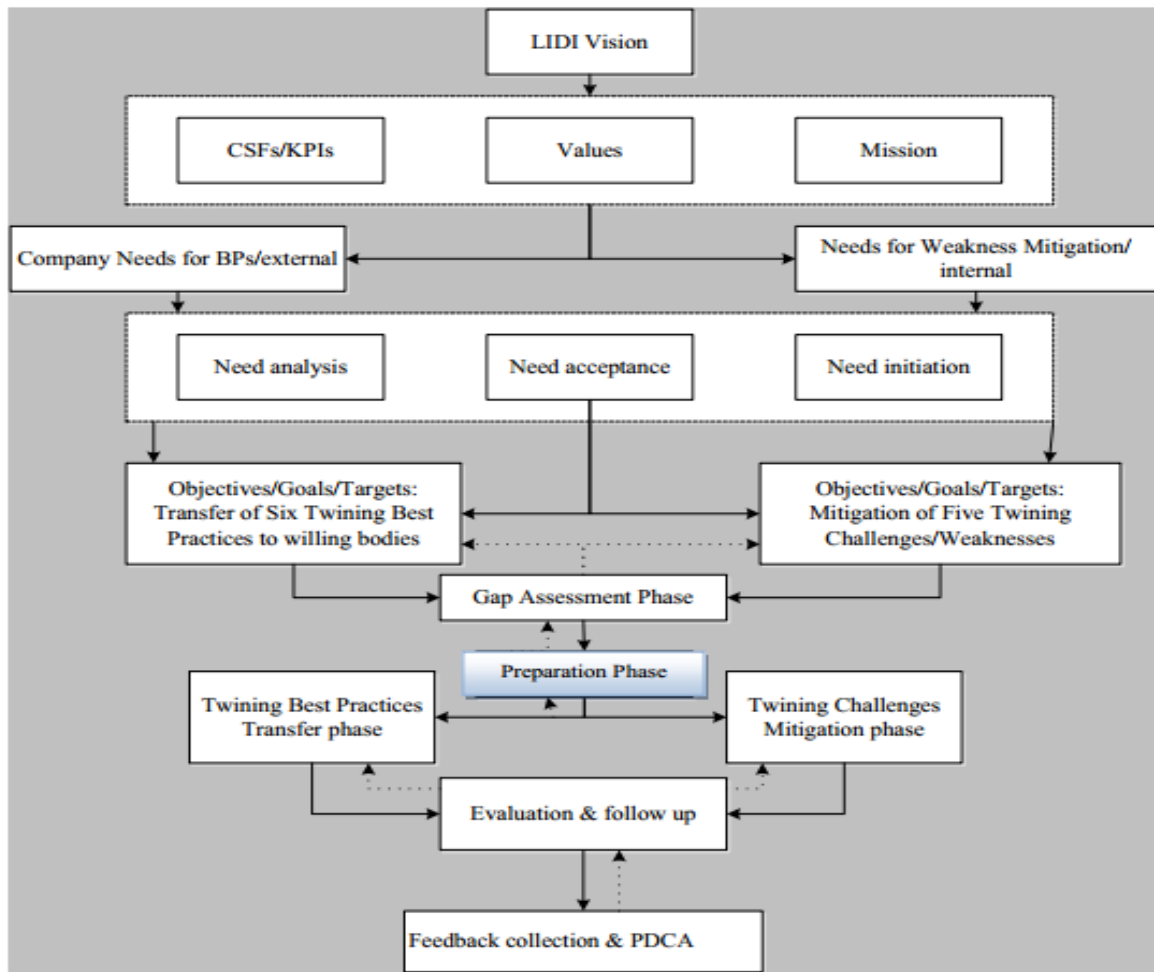 LIDI Vision
CSFs/KPIs
Values
Mission
Company Needs for BPs/external
Needs for Weakness Mitigation/
internal
Need analysis
Need acceptance
Need initiation
Objectives/Goals/Targets:
Transfer of Six Twining Best
Practices to willing bodies
Objectives/Goals/Targets:
Mitigation of Five Twining
Challenges/Weaknesses
Gap Assessment Phase
Preparation Phase
Twining Best Practices
Transfer phase
Twining Challenges
Mitigation phase
Evaluation & follow up
Feedback collection & PDCA